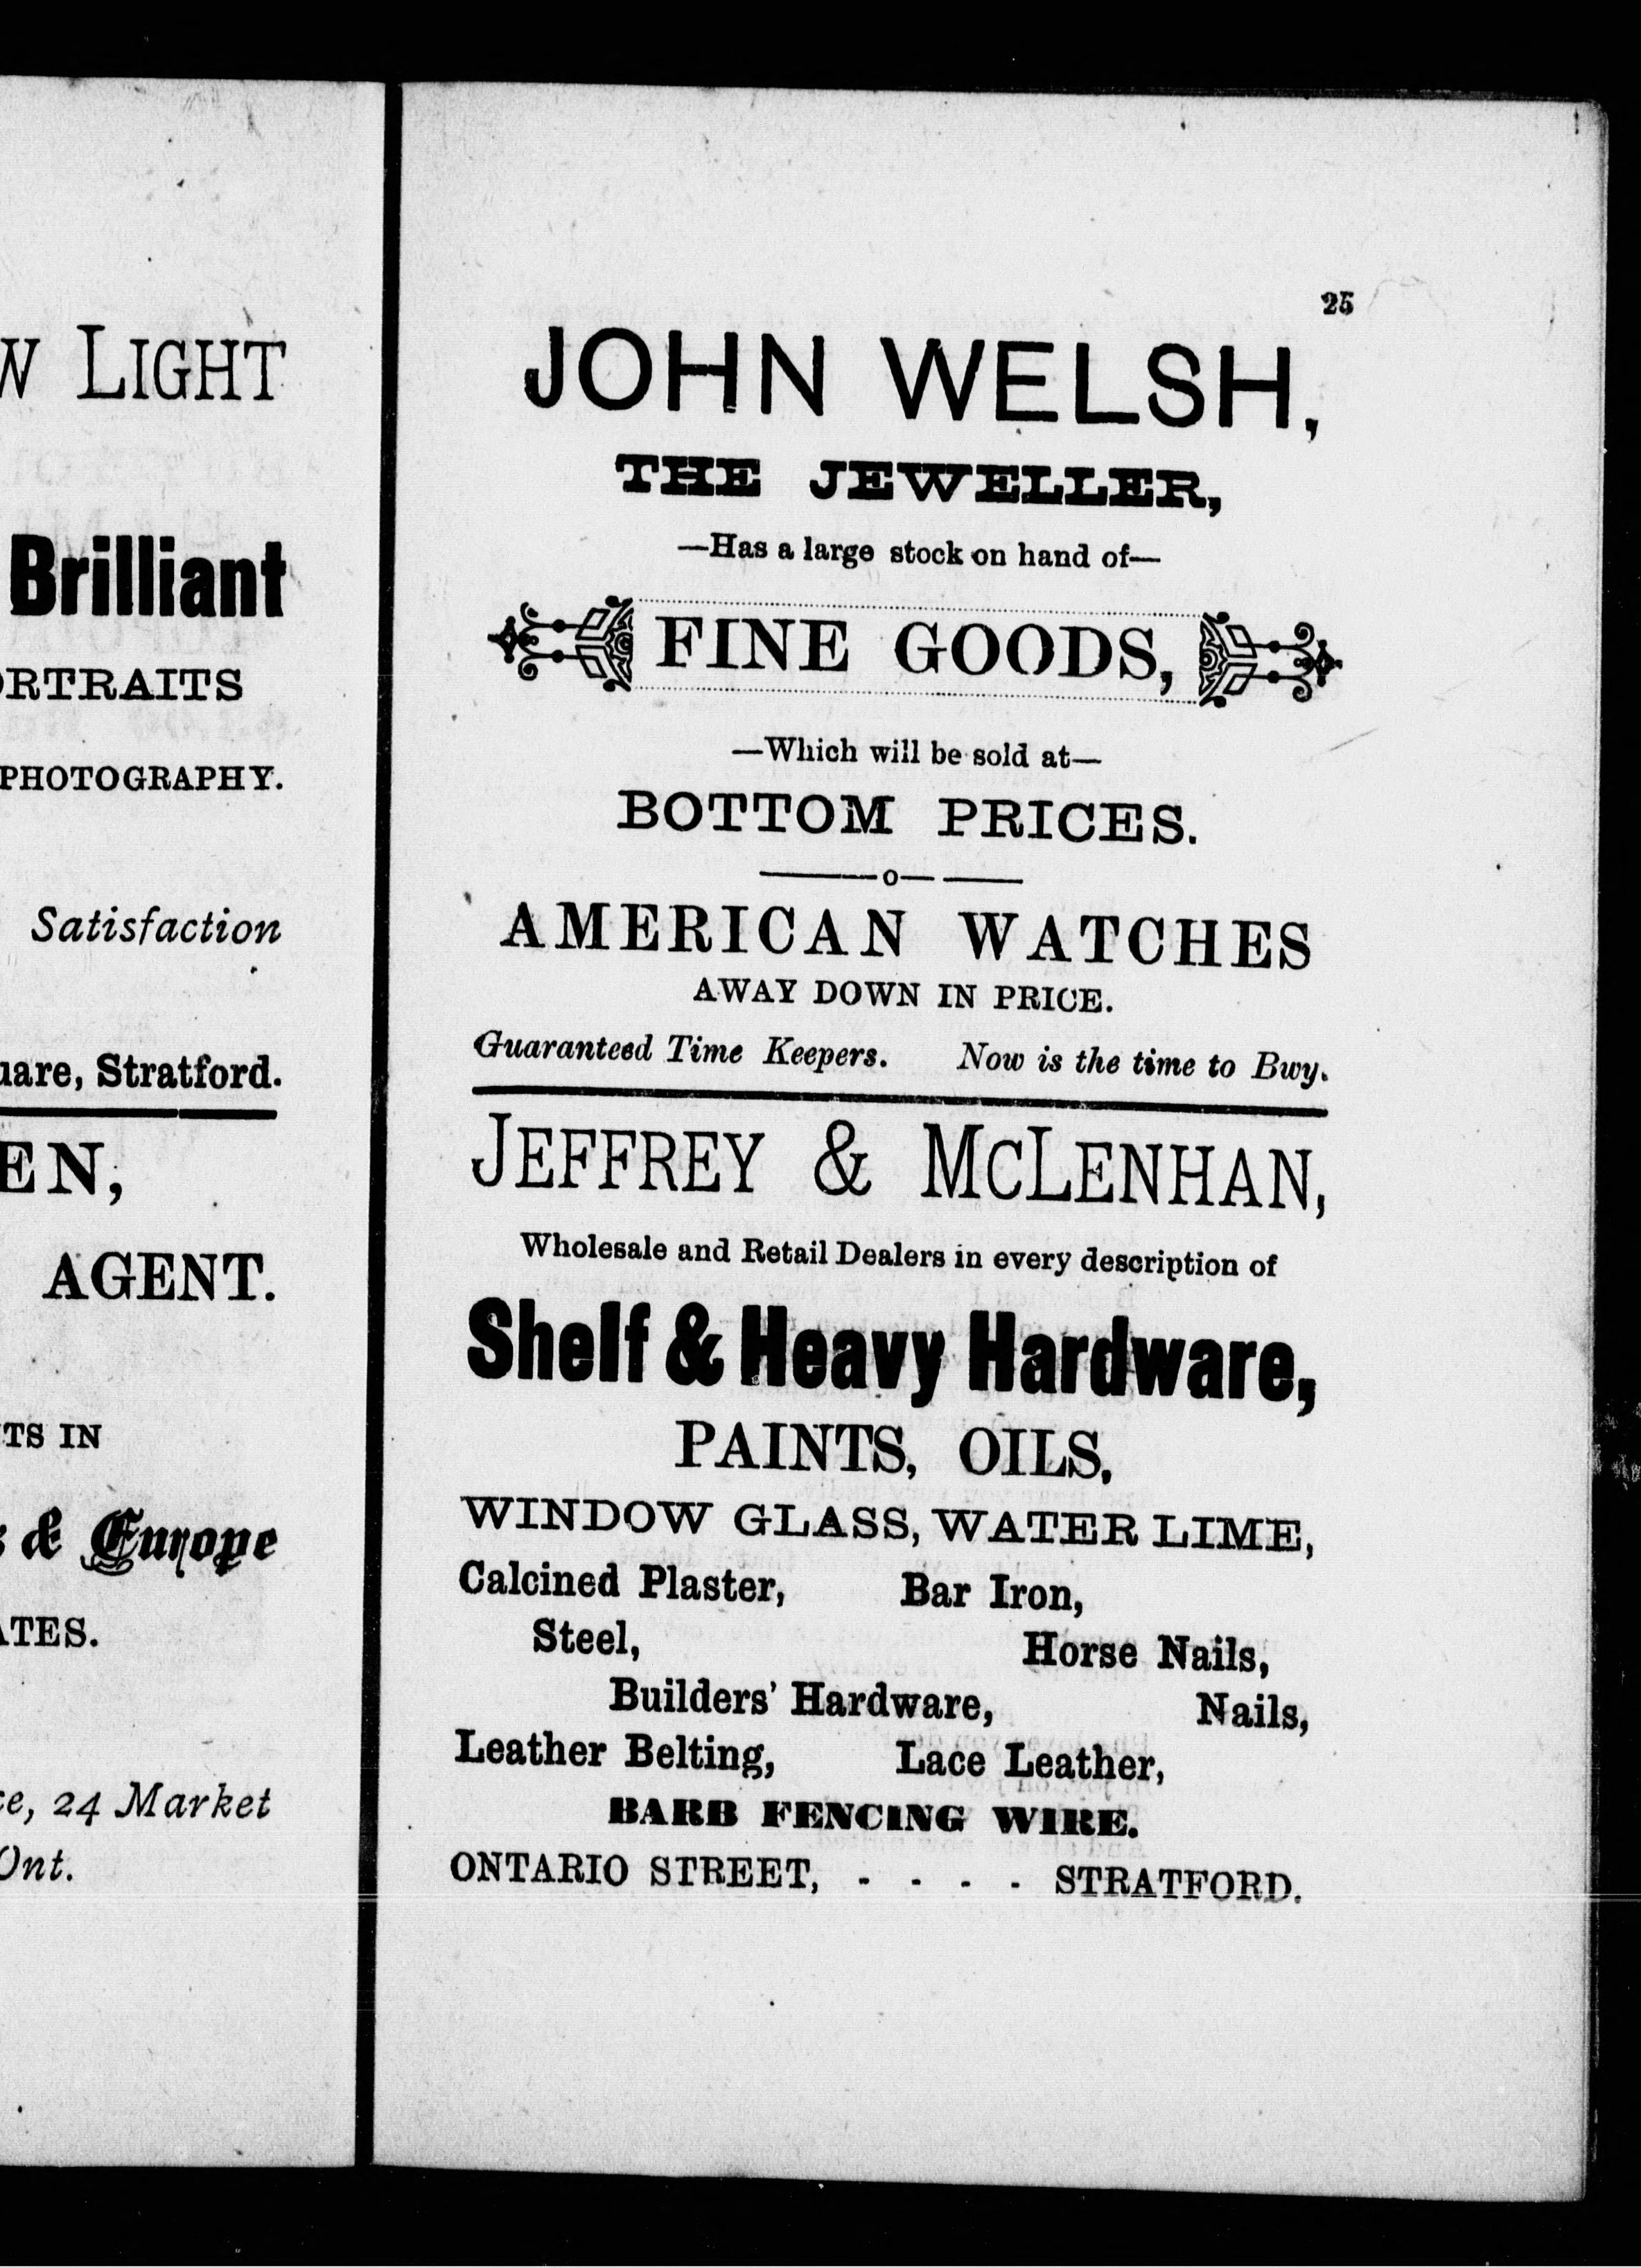 W LIGHT
Brilliant
ORTRAITS
PHOTOGRAPHY.
Satisfaction
uare, Stratford.
EN,
AGENT.
TS IN
& Europe
ATES.
ce, 24 Market
Ont.
25
JOHN WELSH,
THE JEWELLER,
—Has a large stock on hand of—
FINE GOODS,
—Which will be sold at—
BOTTOM PRICES.
———o— ——
AMERICAN WATCHES
AWAY DOWN IN PRICE.
Guaranteed Time Keepers. Now is the time to Buy.
JEFFREY & MCLENHAN,
Wholesale and Retail Dealers in every description of
Shelf & Heavy Hardware,
PAINTS, OILS,
WINDOW GLASS, WATER LIME,
Calcined Plaster, Bar Iron,
Steel, Horse Nails,
Builders' Hardware, Nails,
Leather Belting, Lace Leather,
BARB FENCING WIRE.
ONTARIO STREET, - - - - STRATFORD.